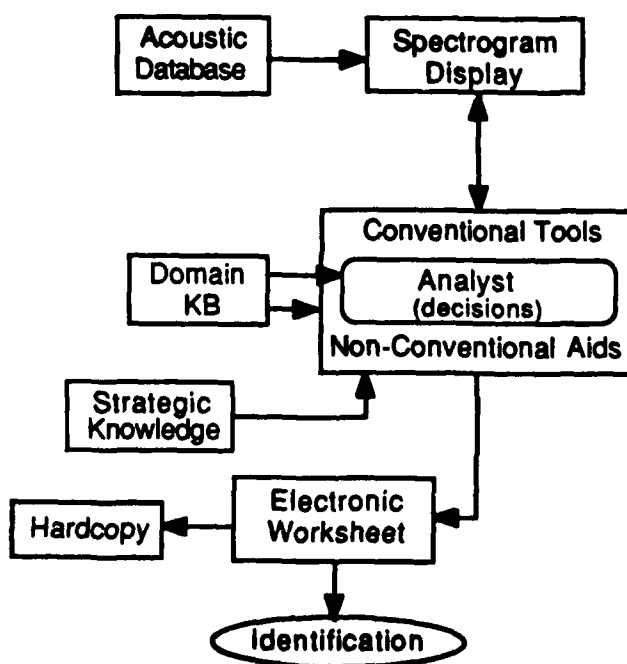 Acoustic
Database
Spectrogram
Display
Conventional Tools
Domain
KB
Analyst
(decisions)
Non-Conventional Aids
Strategic
Knowledge
Electronic
Worksheet
Hardcopy
Identification